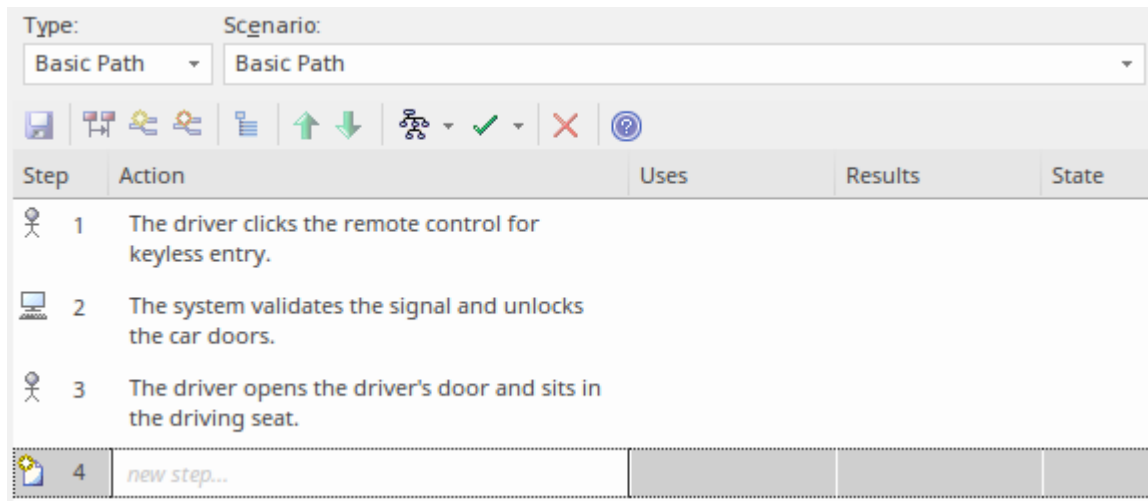 Type: Scenario:
Basic Path Basic Path
Step Action Uses Results State
1 The driver clicks the remote control for
keyless entry.
2 The system validates the signal and unlocks
the car doors.
3 The driver opens the driver's door and sits in
the driving seat.
4 new step...